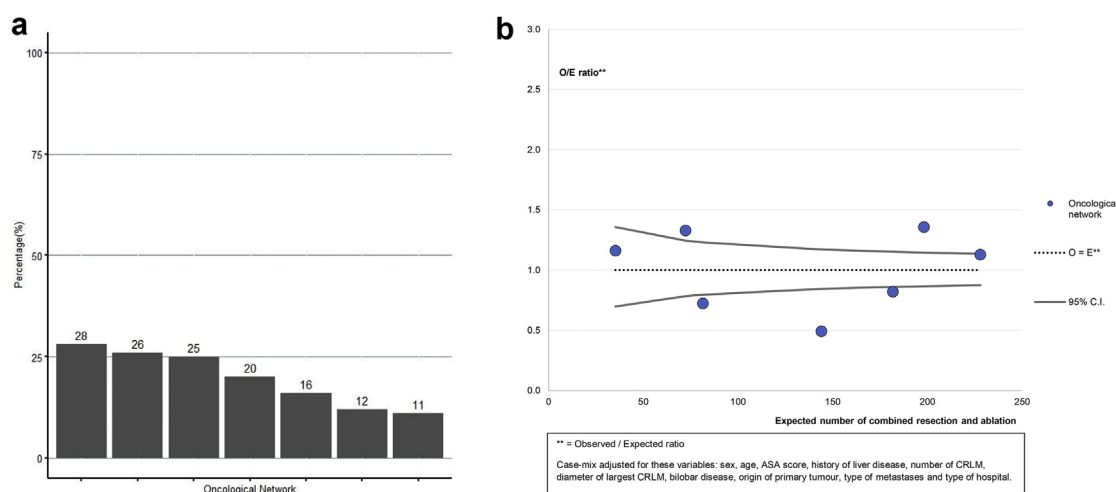 a
100
75
50
25
0
Percentage(%)
28
26
25
20
16
12
11
Oncological Network
b
3.0
2.5
2.0
1.5
1.0
0.5
0.0
O/E ratio**
0
50
100
150
200
250
Expected number of combined resection and ablation
Oncologica
network
O = E**
95% C.I.
** = Observed / Expected ratio
Case-mix adjusted for these variables: sex, age, ASA score, history of liver disease, number of CRLM,
diameter of largest CRLM, bilobar disease, origin of primary tumour, type of metastases and type of hospital.